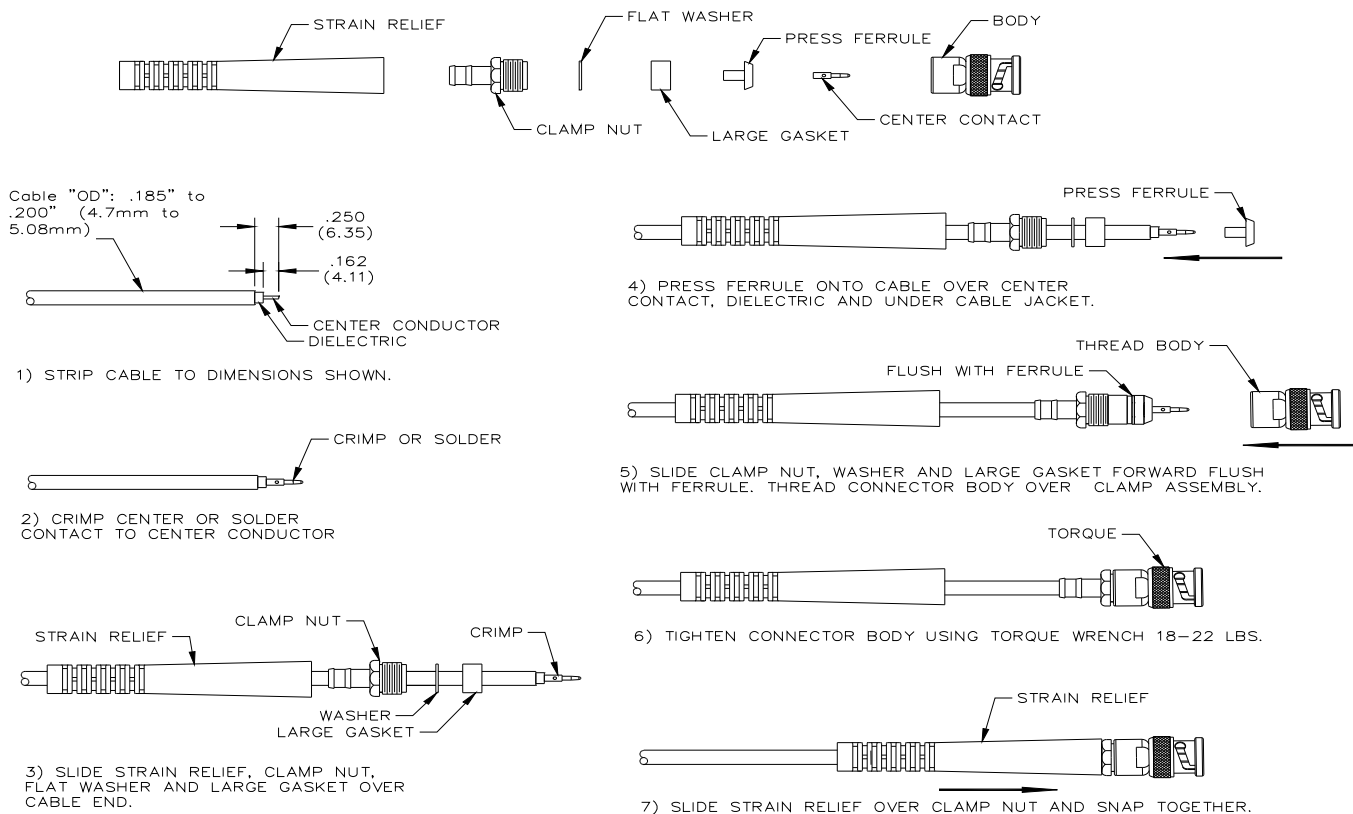 STRAIN RELIEF
FLAT WASHER
PRESS FERRULE
BODY
CLAMP NUT
LARGE GASKET
CENTER CONTACT
Cable "OD": .185" to
.200" (4.7mm to
5.08mm)
.250
(6.35)
.162
(4.11)
CENTER CONDUCTOR
DIELECTRIC
1) STRIP CABLE TO DIMENSIONS SHOWN.
CRIMP OR SOLDER
2) CRIMP CENTER OR SOLDER
CONTACT TO CENTER CONDUCTOR
STRAIN RELIEF
CLAMP NUT
CRIMP
WASHER
LARGE GASKET
3) SLIDE STRAIN RELIEF, CLAMP NUT,
FLAT WASHER AND LARGE GASKET OVER
CABLE END.
PRESS FERRULE
4) PRESS FERRULE ONTO CABLE OVER CENTER
CONTACT, DIELECTRIC AND UNDER CABLE JACKET.
THREAD BODY
FLUSH WITH FERRULE
5) SLIDE CLAMP NUT, WASHER AND LARGE GASKET FORWARD FLUSH
WITH FERRULE. THREAD CONNECTOR BODY OVER CLAMP ASSEMBLY.
TORQUE
6) TIGHTEN CONNECTOR BODY USING TORQUE WRENCH 18-22 LBS.
STRAIN RELIEF
7) SLIDE STRAIN RELIEF OVER CLAMP NUT AND SNAP TOGETHER.